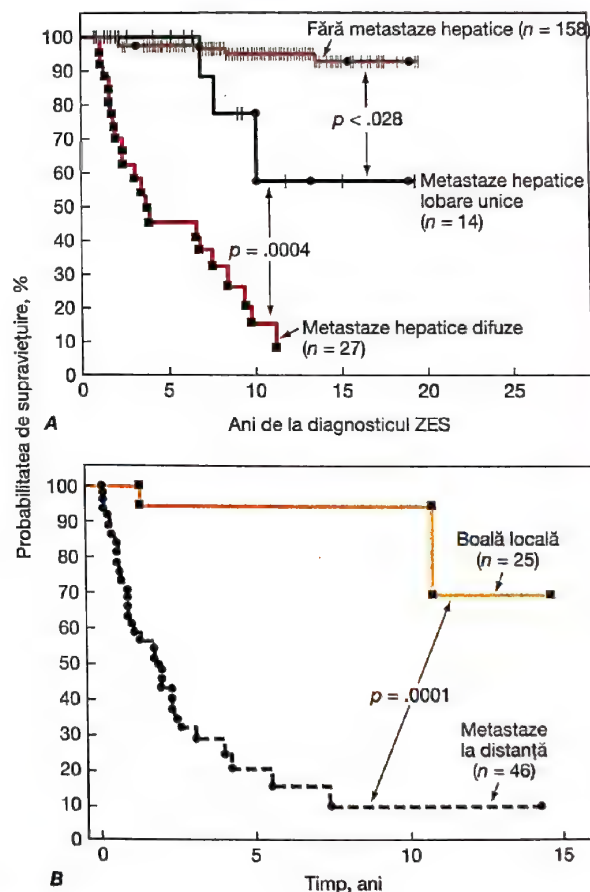 Probabilitatea de supraviețuire, %
100
90
80
70
60
50
40
30
20
10
0
Fără metastaze hepatice (n = 158)
p < .028
Metastaze hepatice
lobare unice
(n = 14)
p = .0004
Metastaze hepatice difuze
(n = 27)
0 5 10 15 20 25
A
Ani de la diagnosticul ZES
100
90
80
70
60
50
40
30
20
10
0
Boală locală
(n = 25)
p = .0001
Metastaze
la distanță
(n = 46)
0 5 10 15
B
Timp, ani